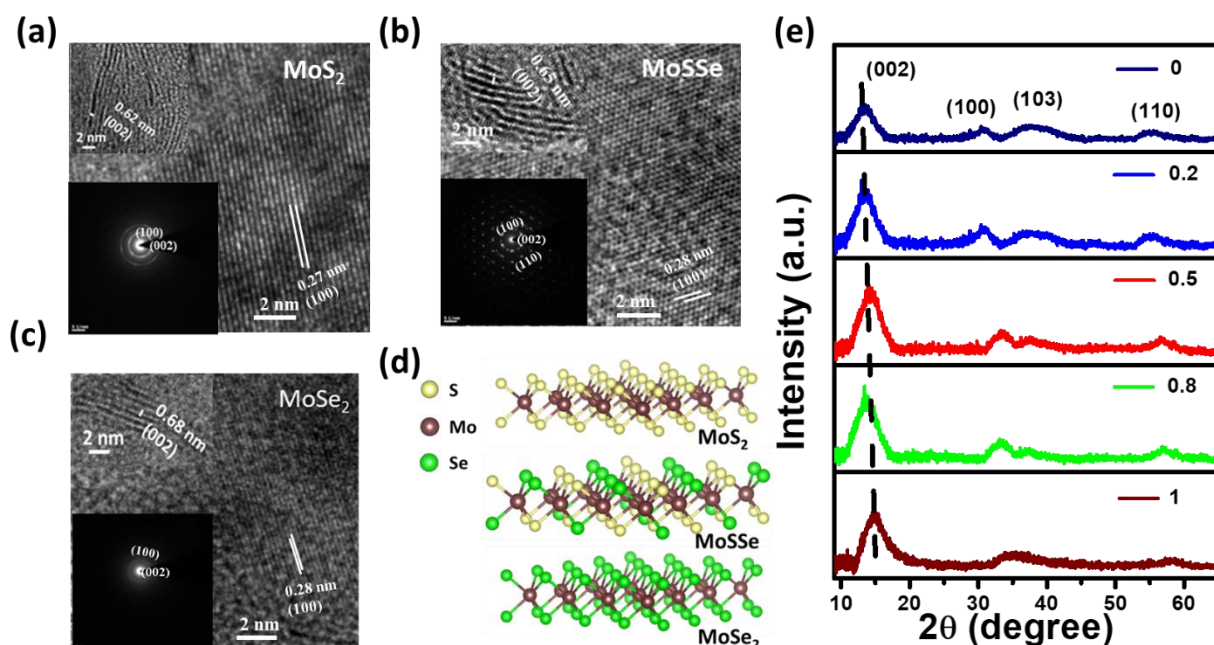 (a)
MoS2
0.62 nm
(002)
2 nm
(100)
(002)
0.27 nm
(100)
2 nm
(b)
MoSSe
0.65 nm
(002)
2 nm
(100)
(002)
(110)
0.28 nm
(100)
2 nm
(c)
MoSe2
0.68 nm
(002)
2 nm
(100)
(002)
0.28 nm
(100)
2 nm
(d)
S
Mo
Se
MoS2
MoSSe
MoSe2
(e)
(002)
(100)
(103)
(110)
0
0.2
0.5
0.8
1
Intensity (a.u.)
10 20 30 40 50 60
2θ (degree)